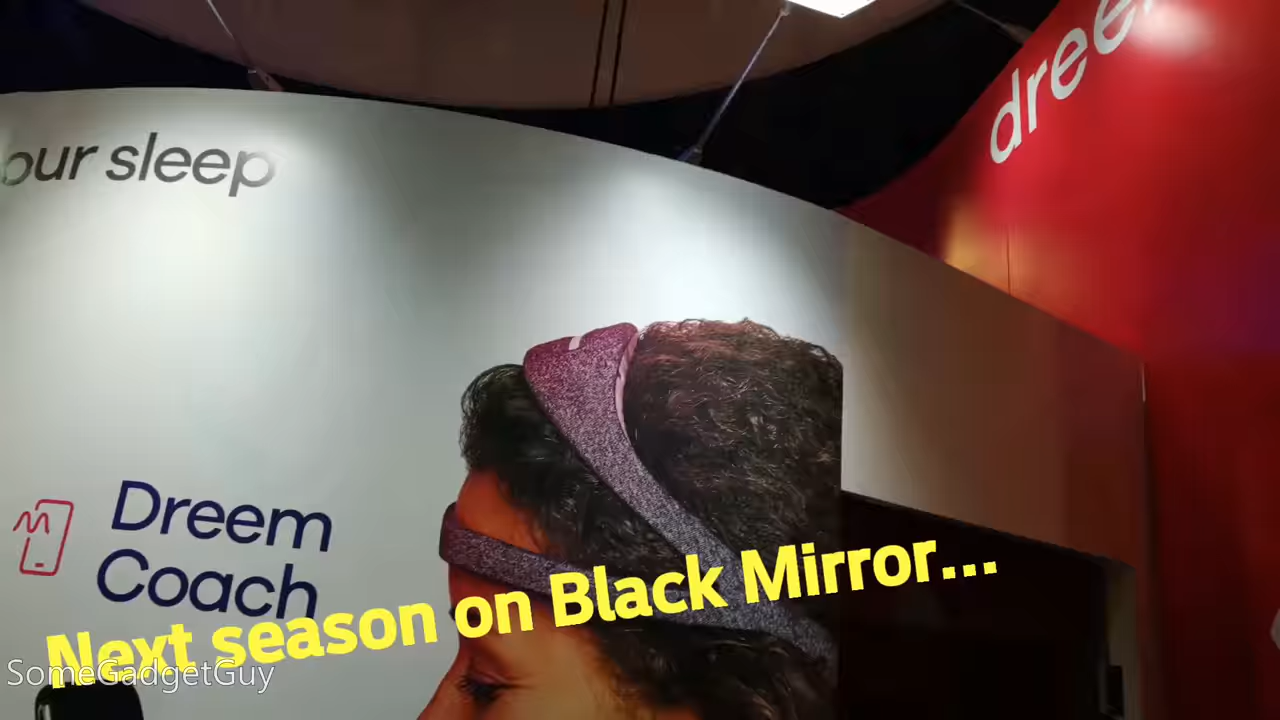 our sleep
dree
Dreem
Coach
Next season on Black Mirror...
SomeGadgetGuy